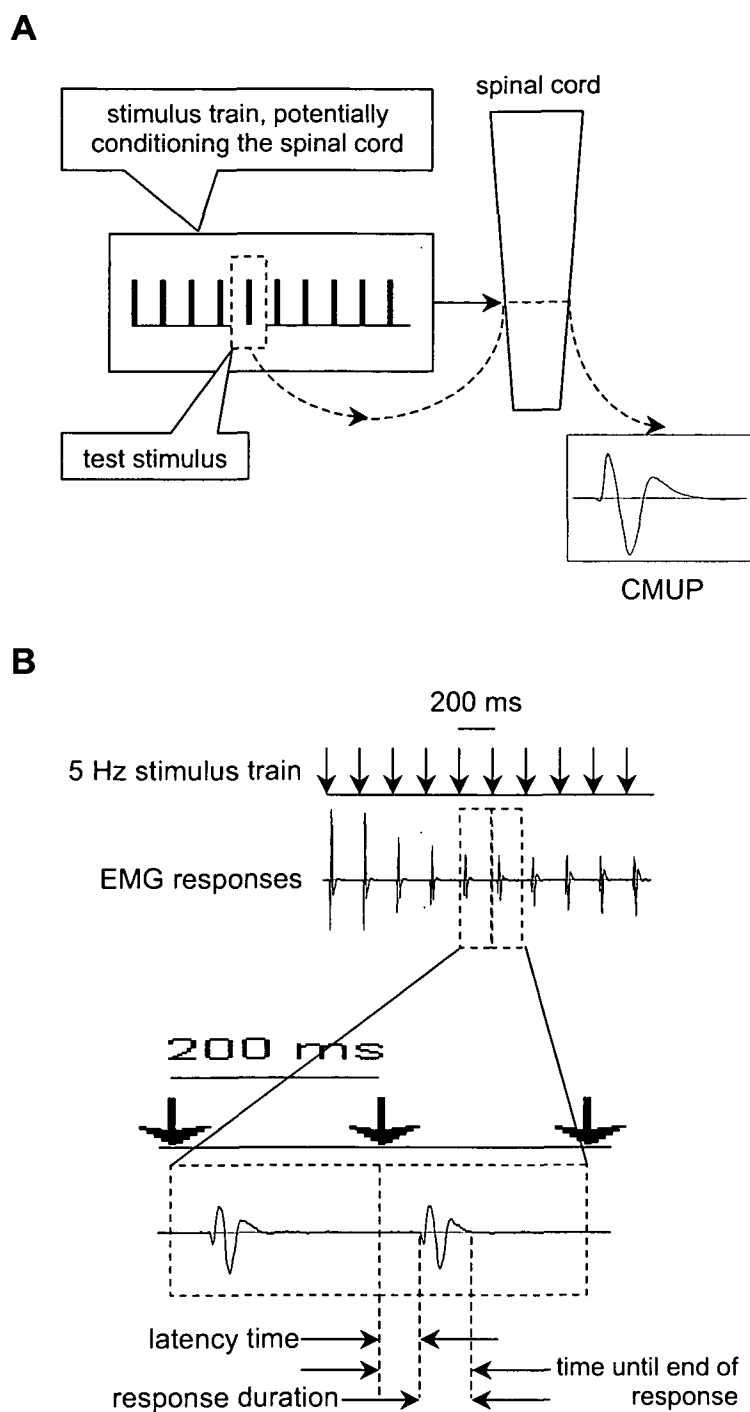 A
spinal cord
stimulus train, potentially
conditioning the spinal cord
test stimulus
CMUP
B
200 ms
5 Hz stimulus train
EMG responses
200 ms
latency time
time until end of
response
response duration